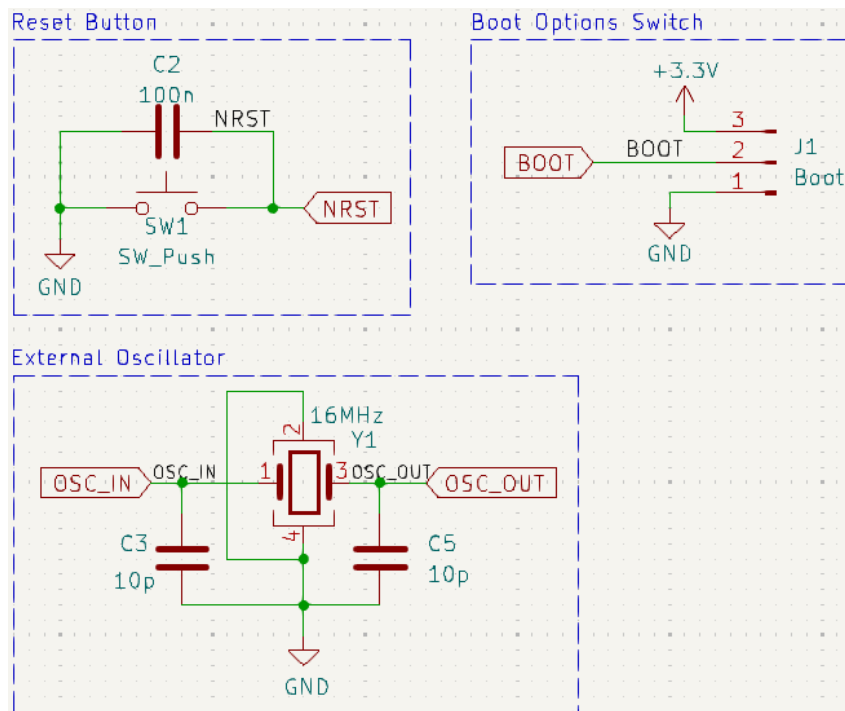 Reset Button
C2
100n
NRST
NRST
SW1
SW_Push
GND
Boot Options Switch
+3.3V
3
BOOT
BOOT
2
1
J1
Boot
GND
External Oscillator
16MHz
Y1
2
OSC_IN
OSC_IN
1
3
OSC_OUT
OSC_OUT
4
C3
10p
C5
10p
GND